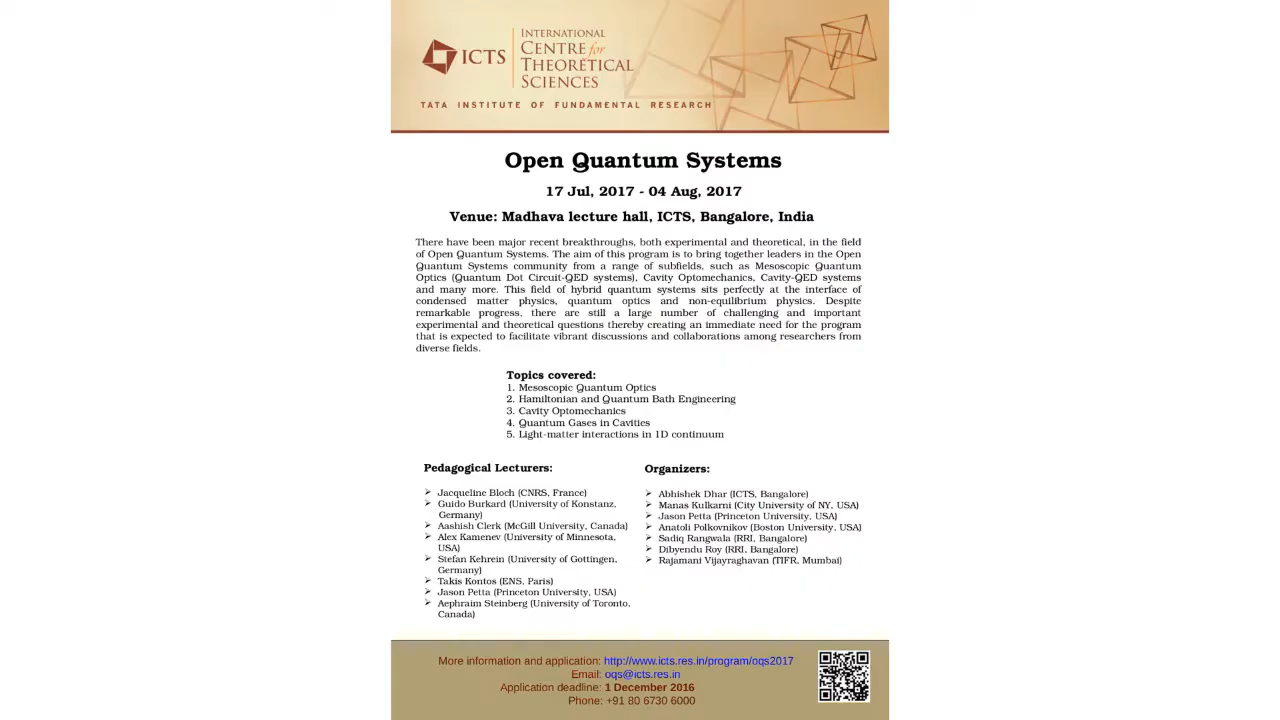 ICTS
INTERNATIONAL
CENTRE for
THEORETICAL
SCIENCES
TATA INSTITUTE OF FUNDAMENTAL RESEARCH
Open Quantum Systems
17 Jul, 2017 - 04 Aug, 2017
Venue: Madhava lecture hall, ICTS, Bangalore, India
There have been major recent breakthroughs, both experimental and theoretical, in the field
of Open Quantum Systems. The aim of this program is to bring together leaders in the Open
Quantum Systems community from a range of subfields, such as Mesoscopic Quantum
Optics (Quantum Dot Circuit-QED systems), Cavity Optomechanics, Cavity-QED systems
and many more. This field of hybrid quantum systems sits perfectly at the interface of
condensed matter physics, quantum optics and non-equilibrium physics. Despite
remarkable progress, there are still a large number of challenging and important
experimental and theoretical questions thereby creating an immediate need for the program
that is expected to facilitate vibrant discussions and collaborations among researchers from
diverse fields.
Topics covered:
1. Mesoscopic Quantum Optics
2. Hamiltonian and Quantum Bath Engineering
3. Cavity Optomechanics
4. Quantum Gases in Cavities
5. Light-matter interactions in 1D continuum
Pedagogical Lecturers:
➢ Jacqueline Bloch (CNRS, France)
➢ Guido Burkard (University of Konstanz,
Germany)
➢ Aashish Clerk (McGill University, Canada)
➢ Alex Kamenev (University of Minnesota,
USA)
➢ Stefan Kehrein (University of Gottingen,
Germany)
➢ Takis Kontos (ENS, Paris)
➢ Jason Petta (Princeton University, USA)
➢ Aephraim Steinberg (University of Toronto,
Canada)
Organizers:
➢ Abhishek Dhar (ICTS, Bangalore)
➢ Manas Kulkarni (City University of NY, USA)
➢ Jason Petta (Princeton University, USA)
➢ Anatoli Polkovnikov (Boston University, USA)
➢ Sadiq Rangwala (RRI, Bangalore)
➢ Dibyendu Roy (RRI, Bangalore)
➢ Rajamani Vijayraghavan (TIFR, Mumbai)
More information and application: http://www.icts.res.in/program/oqs2017
Email: oqs@icts.res.in
Application deadline: 1 December 2016
Phone: +91 80 6730 6000